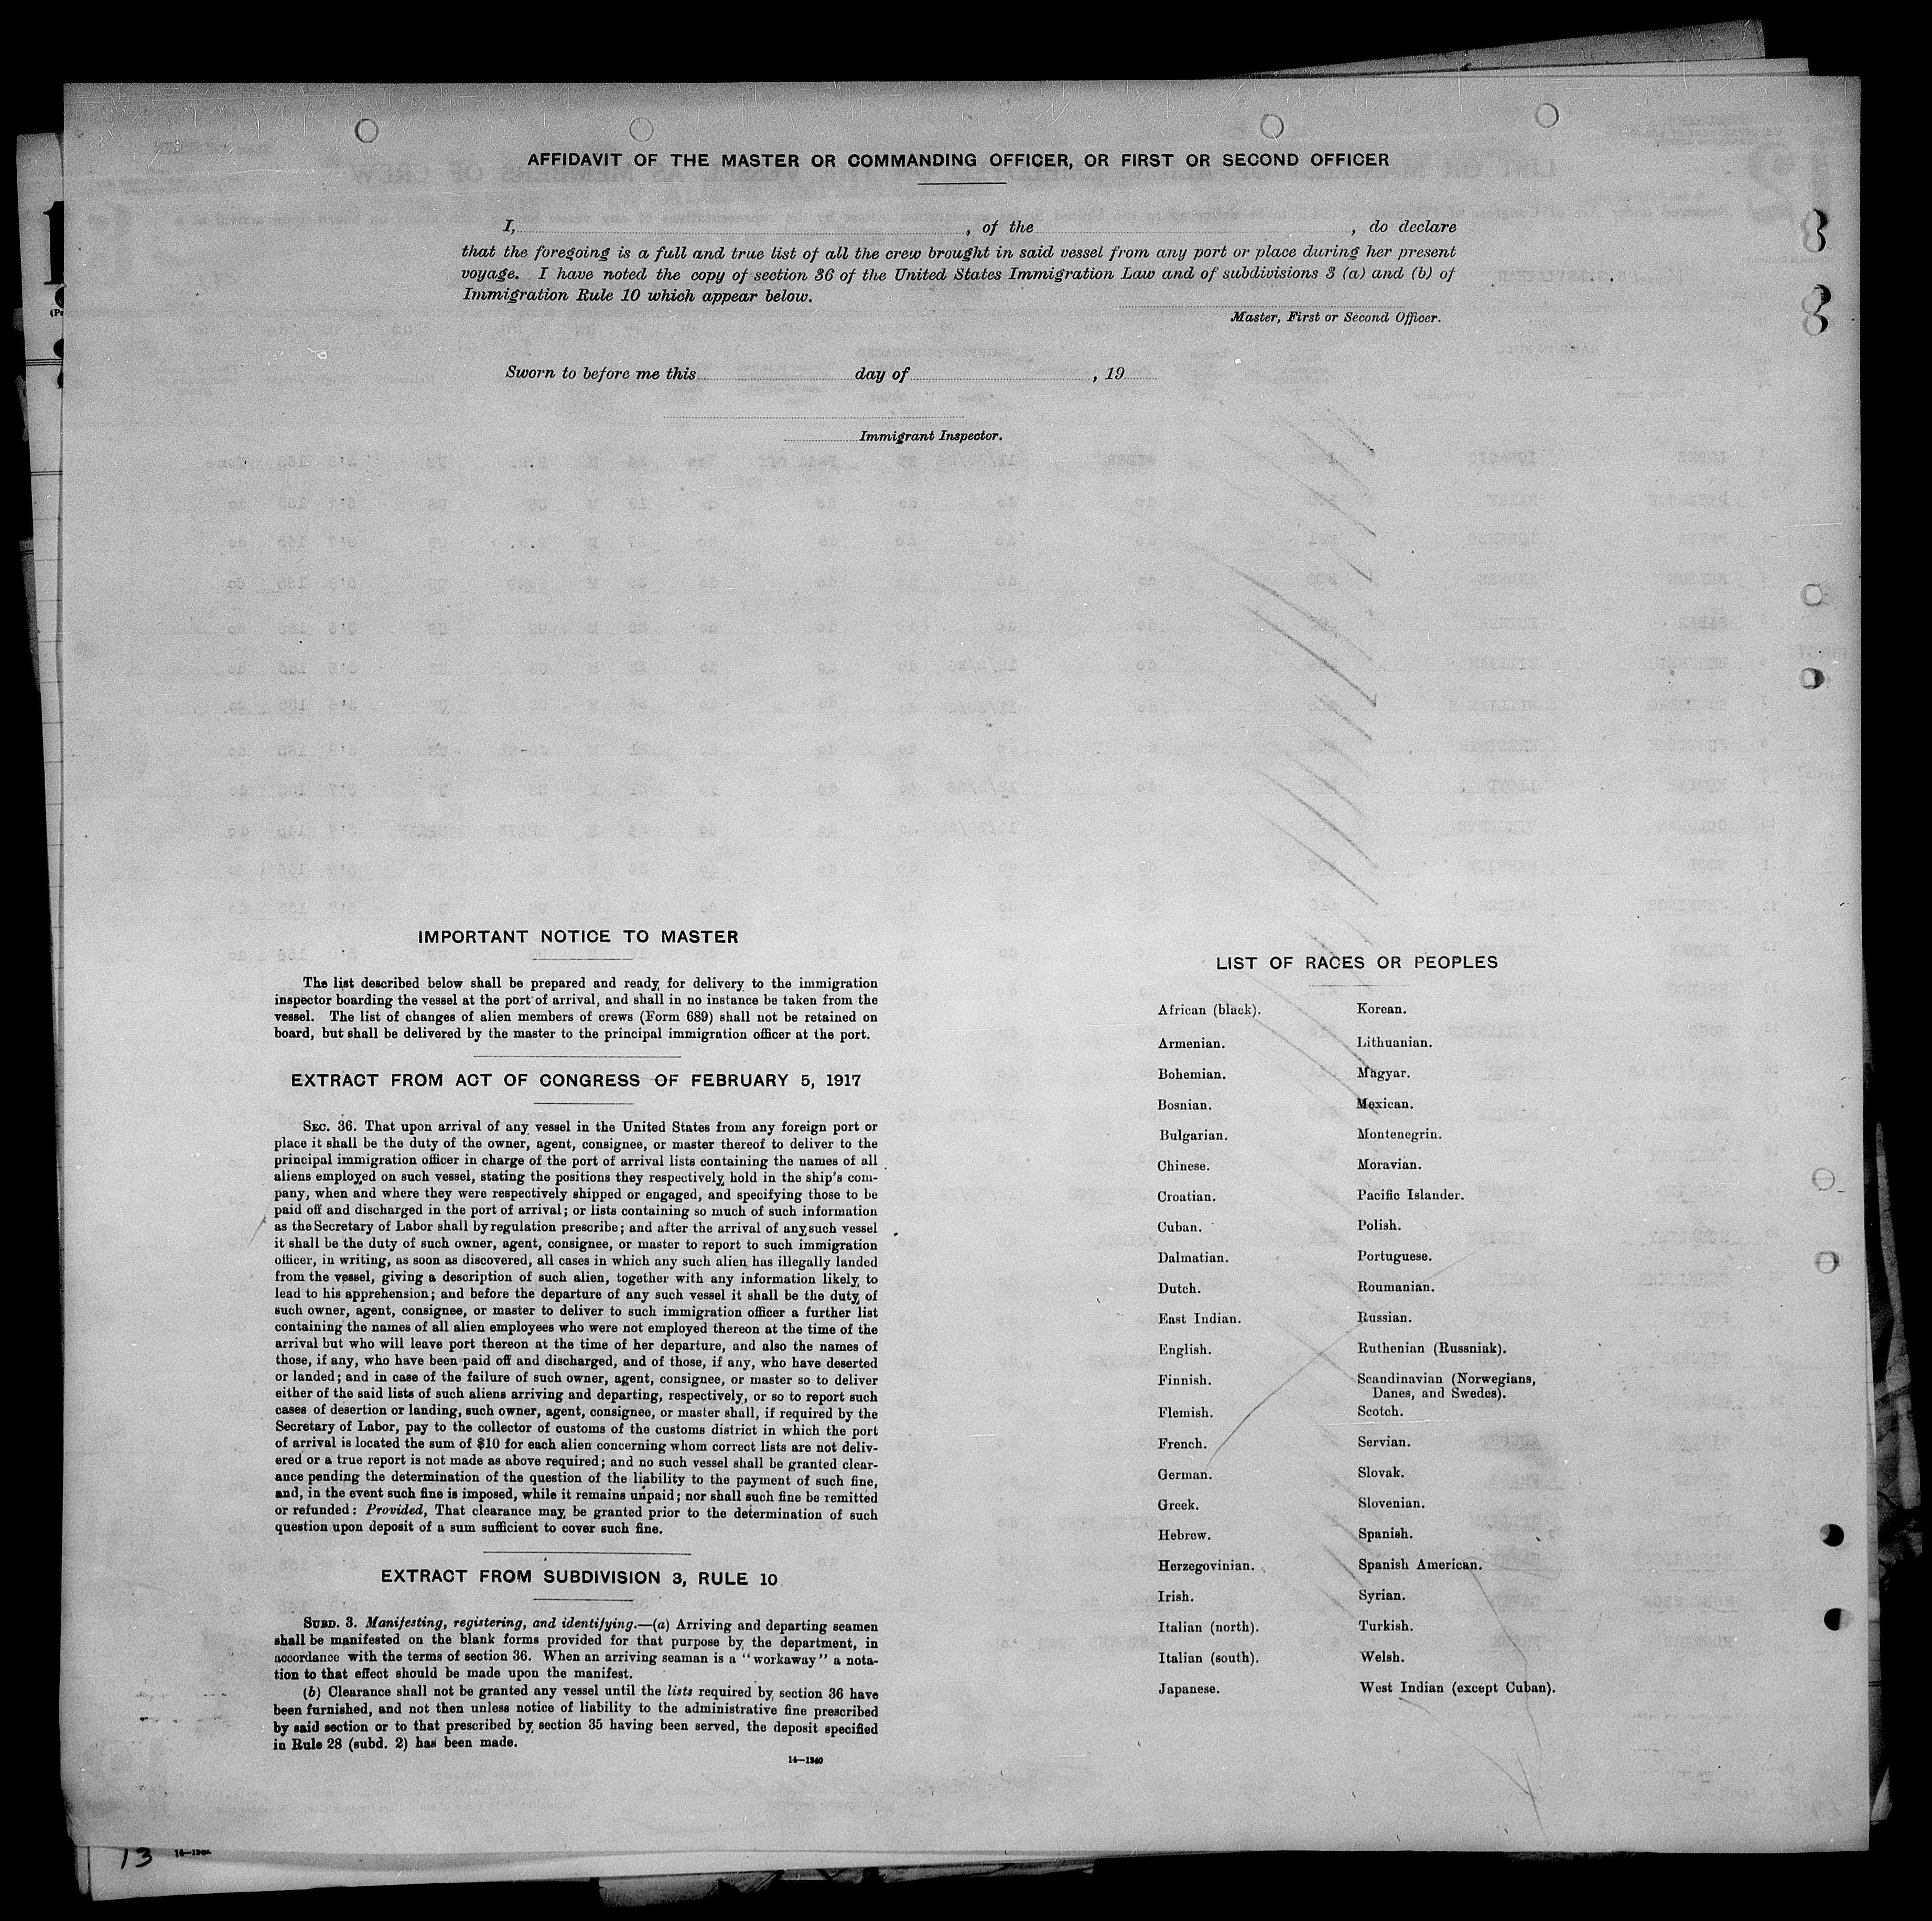 AFFIDAVIT OF THE MASTER OR COMMANDING OFFICER, OR FIRST OR SECOND OFFICER
I, , of the , do declare
that the foregoing is a full and true list of all the crew brought in said vessel from any port or place during her present
voyage. I have noted the copy of section 36 of the United States Immigration Law and of subdivisions 3 (a) and (b) of
Immigration Rule 10 which appear below.
Master, First or Second Officer.
Sworn to before me this day of , 19
Immigrant Inspector.
IMPORTANT NOTICE TO MASTER
The list described below shall be prepared and ready for delivery to the immigration
inspector boarding the vessel at the port of arrival, and shall in no instance be taken from the
vessel. The list of changes of alien members of crews (Form 689) shall not be retained on
board, but shall be delivered by the master to the principal immigration officer at the port.
EXTRACT FROM ACT OF CONGRESS OF FEBRUARY 5, 1917
SEC. 36. That upon arrival of any vessel in the United States from any foreign port or
place it shall be the duty of the owner, agent, consignee, or master thereof to deliver to the
principal immigration officer in charge of the port of arrival lists containing the names of all
aliens employed on such vessel, stating the positions they respectively hold in the ship's com-
pany, when and where they were respectively shipped or engaged, and specifying those to be
paid off and discharged in the port of arrival; or lists containing so much of such information
as the Secretary of Labor shall by regulation prescribe; and after the arrival of any such vessel
it shall be the duty of such owner, agent, consignee, or master to report to such immigration
officer, in writing, as soon as discovered, all cases in which any such alien has illegally landed
from the vessel, giving a description of such alien, together with any information likely to
lead to his apprehension; and before the departure of any such vessel it shall be the duty of
such owner, agent, consignee, or master to deliver to such immigration officer a further list
containing the names of all alien employees who were not employed thereon at the time of the
arrival but who will leave port thereon at the time of her departure, and also the names of
those, if any, who have been paid off and discharged, and of those, if any, who have deserted
or landed; and in case of the failure of such owner, agent, consignee, or master so to deliver
either of the said lists of such aliens arriving and departing, respectively, or so to report such
cases of desertion or landing, such owner, agent, consignee, or master shall, if required by the
Secretary of Labor, pay to the collector of customs of the customs district in which the port
of arrival is located the sum of $10 for each alien concerning whom correct lists are not deliv-
ered or a true report is not made as above required; and no such vessel shall be granted clear-
ance pending the determination of the question of the liability to the payment of such fine,
and, in the event such fine is imposed, while it remains unpaid; nor shall such fine be remitted
or refunded: Provided, That clearance may be granted prior to the determination of such
question upon deposit of a sum sufficient to cover such fine.
EXTRACT FROM SUBDIVISION 3, RULE 10
SUBD. 3. Manifesting, registering, and identifying.—(a) Arriving and departing seamen
shall be manifested on the blank forms provided for that purpose by the department, in
accordance with the terms of section 36. When an arriving seaman is a "workaway" a nota-
tion to that effect should be made upon the manifest.
(b) Clearance shall not be granted any vessel until the lists required by section 36 have
been furnished, and not then unless notice of liability to the administrative fine prescribed
by said section or to that prescribed by section 35 having been served, the deposit specified
in Rule 28 (subd. 2) has been made.
14—1240
LIST OF RACES OR PEOPLES
African (black).
Armenian.
Bohemian.
Bosnian.
Bulgarian.
Chinese.
Croatian.
Cuban.
Dalmatian.
Dutch.
East Indian.
English.
Finnish.
Flemish.
French.
German.
Greek.
Hebrew.
Herzegovinian.
Irish.
Italian (north).
Italian (south).
Japanese.
Korean.
Lithuanian.
Magyar.
Mexican.
Montenegrin.
Moravian.
Pacific Islander.
Polish.
Portuguese.
Roumanian.
Russian.
Ruthenian (Russniak).
Scandinavian (Norwegians,
Danes, and Swedes).
Scotch.
Servian.
Slovak.
Slovenian.
Spanish.
Spanish American.
Syrian.
Turkish.
Welsh.
West Indian (except Cuban).
13